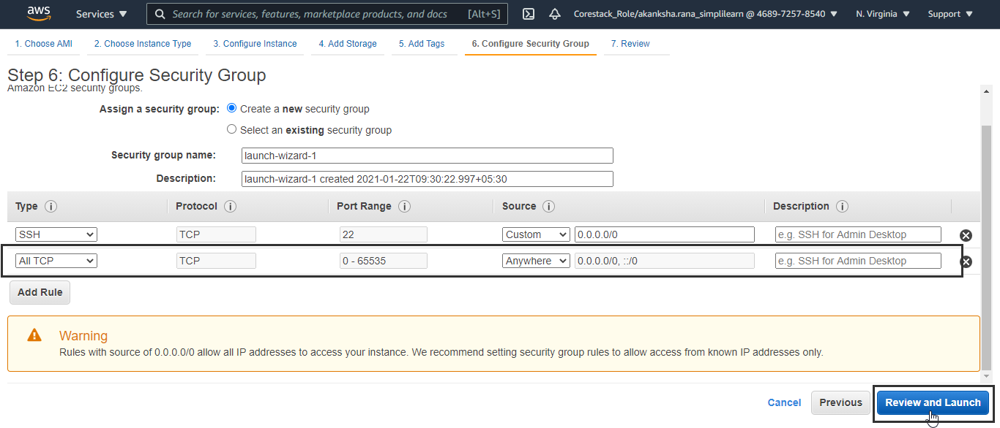 aws Services Search for services, features, marketplace products, and docs [Alt+S] Corestack_Role/akanksha.rana_simplilearn @ 4689-7257-8540 N. Virginia Support
1. Choose AMI 2. Choose Instance Type 3. Configure Instance 4. Add Storage 5. Add Tags 6. Configure Security Group 7. Review
Step 6: Configure Security Group
Amazon EC2 security groups.
Assign a security group: Create a new security group
Select an existing security group
Security group name: launch-wizard-1
Description: launch-wizard-1 created 2021-01-22T09:30:22.997+05:30
Type i Protocol i Port Range i Source i Description i
SSH TCP 22 Custom 0.0.0.0/0 e.g. SSH for Admin Desktop
All TCP TCP 0 - 65535 Anywhere 0.0.0.0/0, ::/0 e.g. SSH for Admin Desktop
Add Rule
Warning
Rules with source of 0.0.0.0/0 allow all IP addresses to access your instance. We recommend setting security group rules to allow access from known IP addresses only.
Cancel Previous Review and Launch